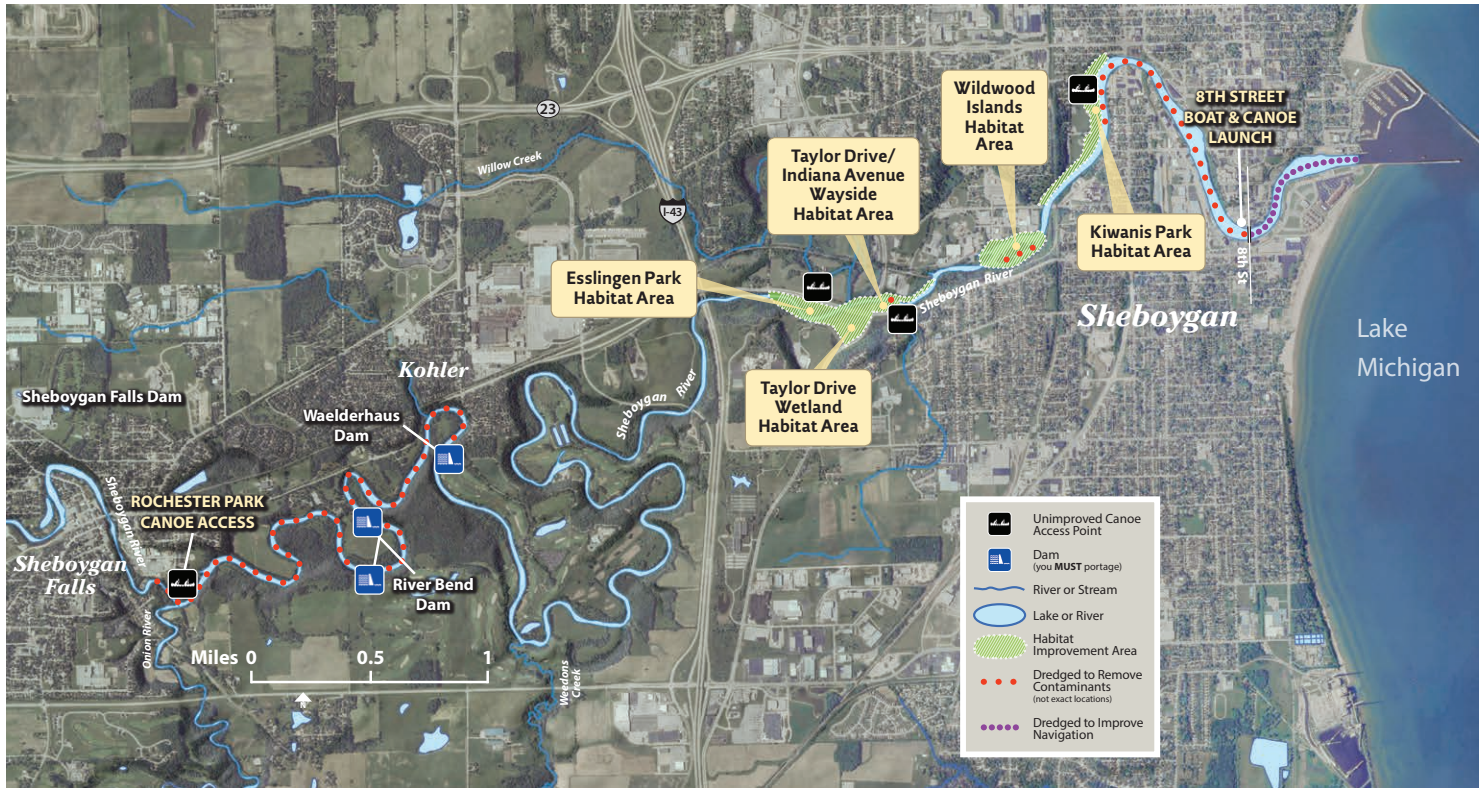 23
Willow Creek
I-43
Wildwood
Islands
Habitat
Area
8TH STREET
BOAT & CANOE
LAUNCH
Taylor Drive/
Indiana Avenue
Wayside
Habitat Area
Kiwanis Park
Habitat Area
8th St
Esslingen Park
Habitat Area
Sheboygan River
Sheboygan
Lake
Michigan
Kohler
Sheboygan River
Taylor Drive
Wetland
Habitat Area
Sheboygan Falls Dam
Waelderhaus
Dam
Sheboygan River
ROCHESTER PARK
CANOE ACCESS
Sheboygan
Falls
River Bend
Dam
Onion River
Weedons
Creek
Miles 0 0.5 1
N
Unimproved Canoe
Access Point
Dam
(you MUST portage)
River or Stream
Lake or River
Habitat
Improvement Area
Dredged to Remove
Contaminants
(not exact locations)
Dredged to Improve
Navigation